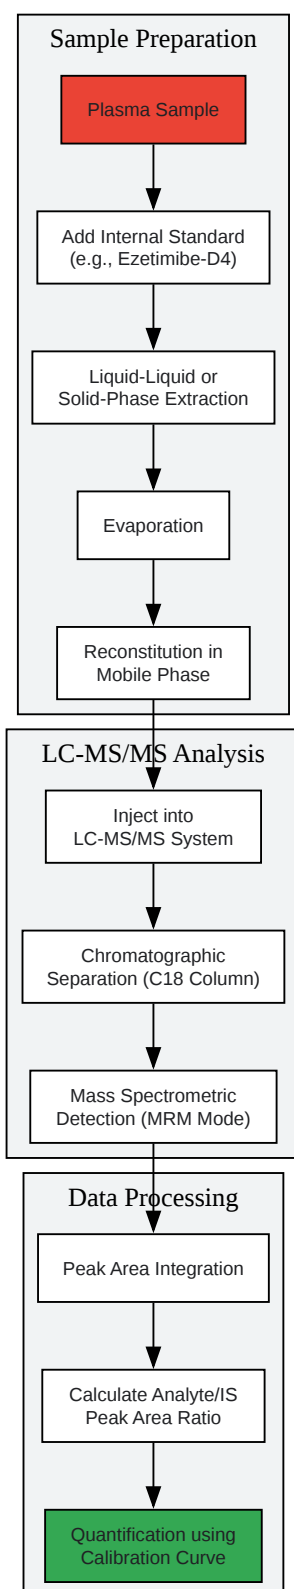 Sample Preparation
Plasma Sample
Add Internal Standard
(e.g., Ezetimibe-D4)
Liquid-Liquid or
Solid-Phase Extraction
Evaporation
Reconstitution in
Mobile Phase
LC-MS/MS Analysis
Inject into
LC-MS/MS System
Chromatographic
Separation (C18 Column)
Mass Spectrometric
Detection (MRM Mode)
Data Processing
Peak Area Integration
Calculate Analyte/IS
Peak Area Ratio
Quantification using
Calibration Curve